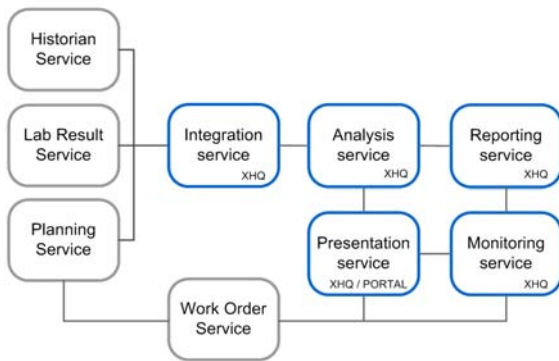 Historian
Service
Lab Result
Service
Integration
service
XHQ
Analysis
service
XHQ
Reporting
service
XHQ
Planning
Service
Presentation
service
XHQ / PORTAL
Monitoring
service
XHQ
Work Order
Service